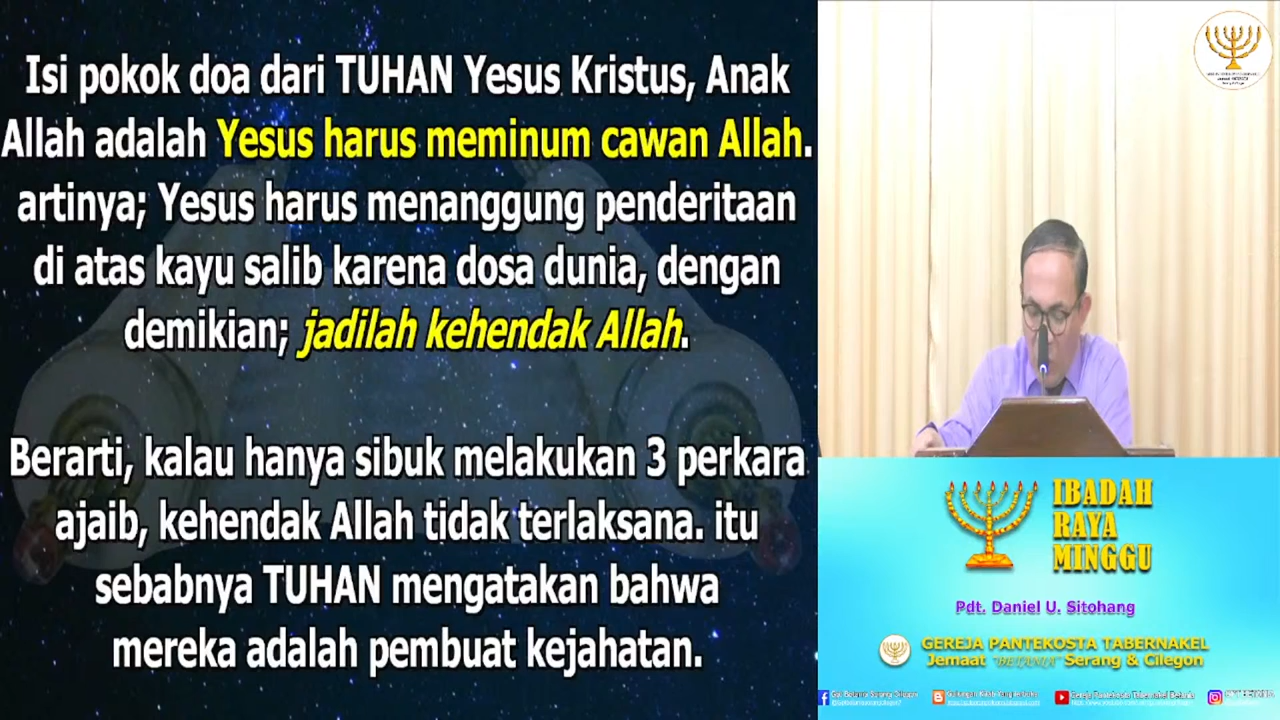 Isi pokok doa dari TUHAN Yesus Kristus, Anak
Allah adalah Yesus harus meminum cawan Allah.
artinya; Yesus harus menanggung penderitaan
di atas kayu salib karena dosa dunia, dengan
demikian; jadilah kehendak Allah.
Berarti, kalau hanya sibuk melakukan 3 perkara
ajaib, kehendak Allah tidak terlaksana. itu
sebabnya TUHAN mengatakan bahwa
mereka adalah pembuat kejahatan.
IBADAH
RAYA
MINGGU
Pdt. Daniel U. Sitohang
GEREJA PANTEKOSTA TABERNAKEL
Jemaat "BETANIA" Serang & Cilegon